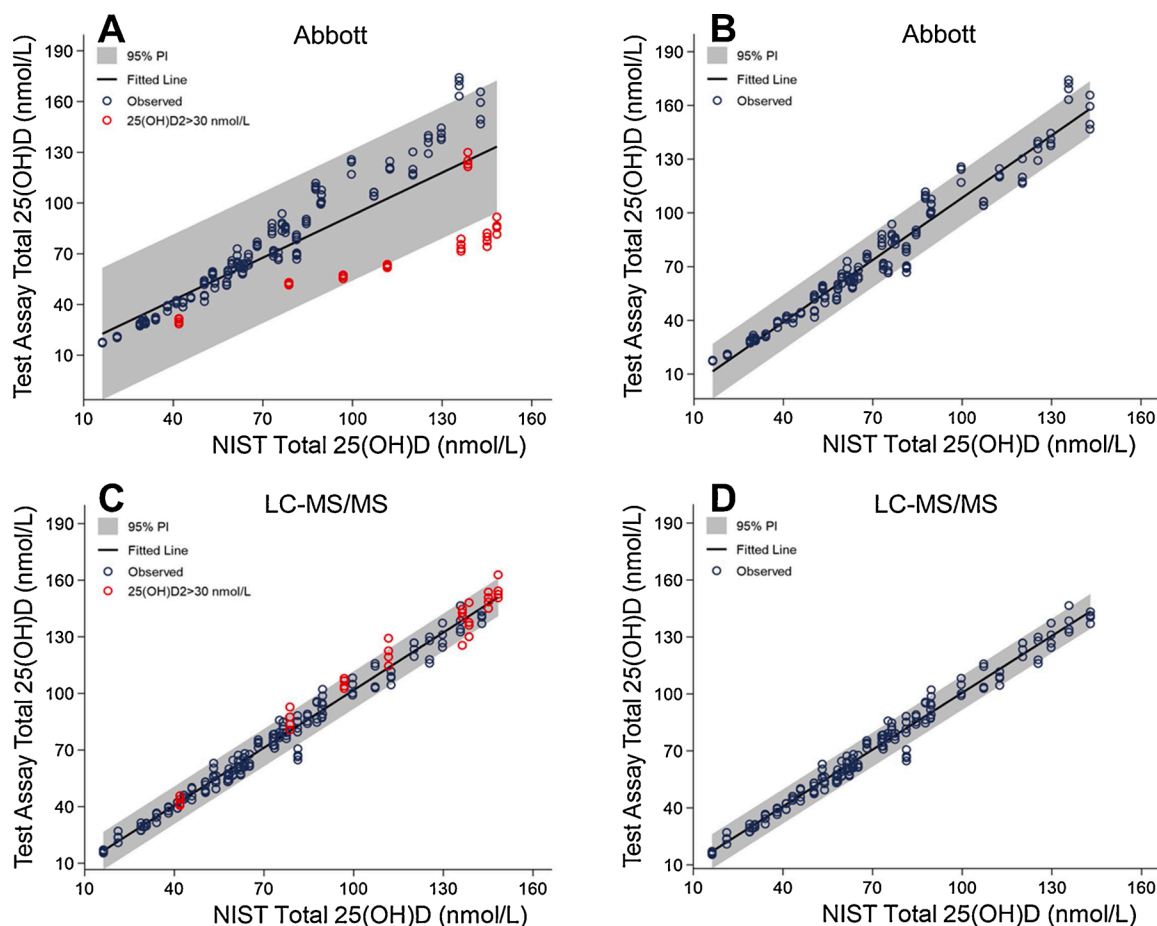 A
Abbott
Test Assay Total 25(OH)D (nmol/L)
190
160
130
100
70
40
10
95% PI
Fitted Line
Observed
25(OH)D2>30 nmol/L
10 40 70 100 130 160
NIST Total 25(OH)D (nmol/L)
B
Abbott
Test Assay Total 25(OH)D (nmol/L)
190
160
130
100
70
40
10
95% PI
Fitted Line
Observed
10 40 70 100 130 160
NIST Total 25(OH)D (nmol/L)
C
LC-MS/MS
Test Assay Total 25(OH)D (nmol/L)
190
160
130
100
70
40
10
95% PI
Fitted Line
Observed
25(OH)D2>30 nmol/L
10 40 70 100 130 160
NIST Total 25(OH)D (nmol/L)
D
LC-MS/MS
Test Assay Total 25(OH)D (nmol/L)
190
160
130
100
70
40
10
95% PI
Fitted Line
Observed
10 40 70 100 130 160
NIST Total 25(OH)D (nmol/L)